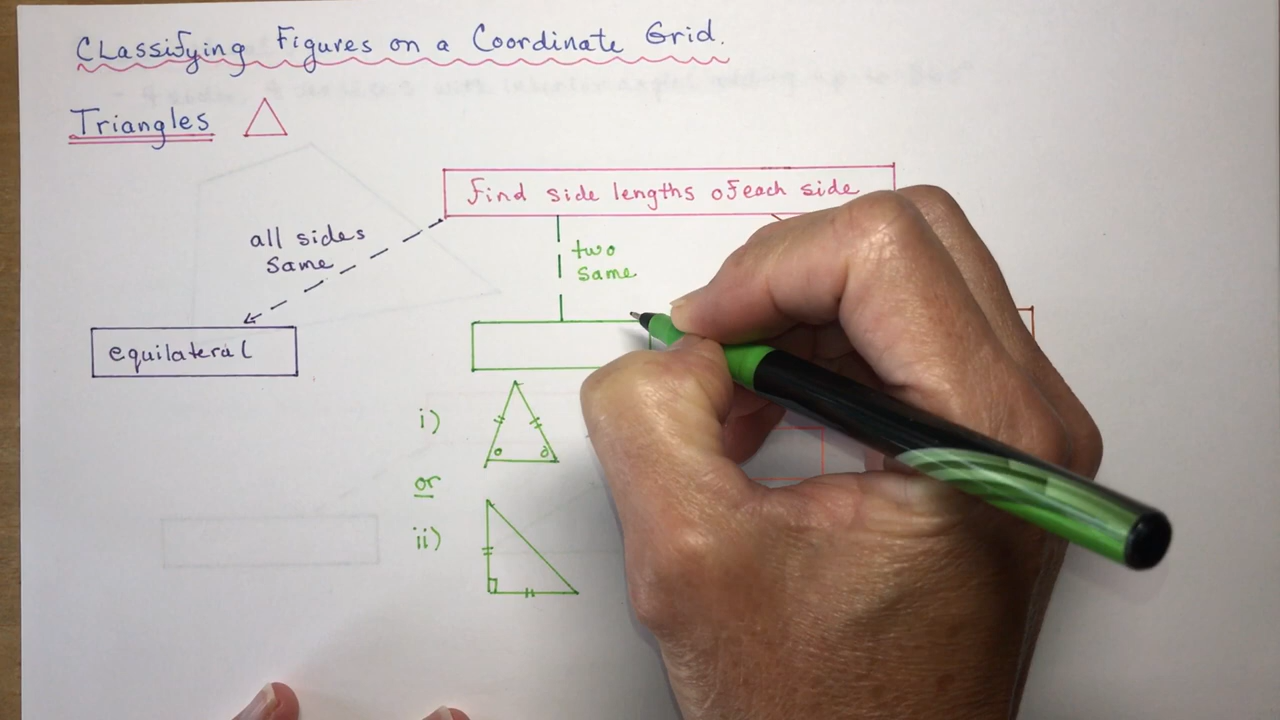 Classifying Figures on a Coordinate Grid.
Triangles
find side lengths of each side
all sides
same
two
same
equilateral
i)
or
ii)